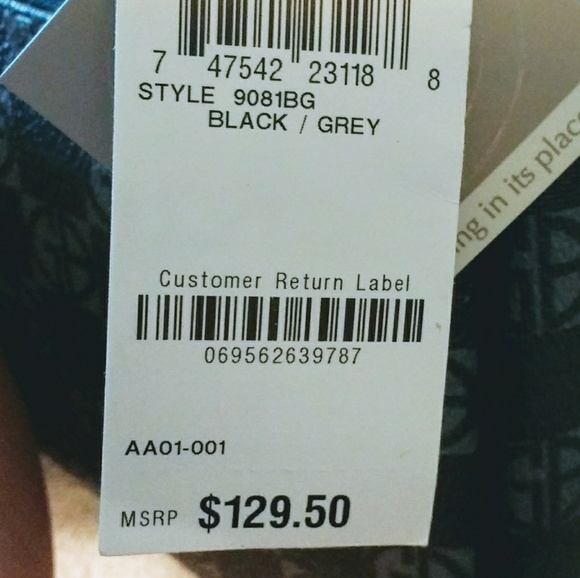 7 47542 23118 8
STYLE 9081BG
BLACK / GREY
ng in its place
Customer Return Label
069562639787
AA01-001
MSRP $129.50